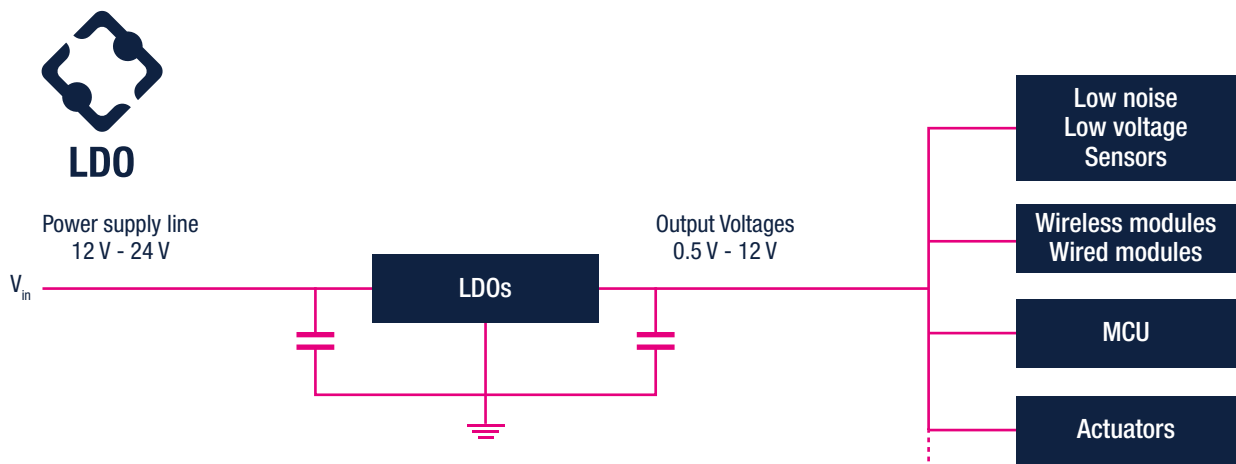 LDO
Power supply line
12 V - 24 V
Vin
LDOs
Output Voltages
0.5 V - 12 V
Low noise
Low voltage
Sensors
Wireless modules
Wired modules
MCU
Actuators